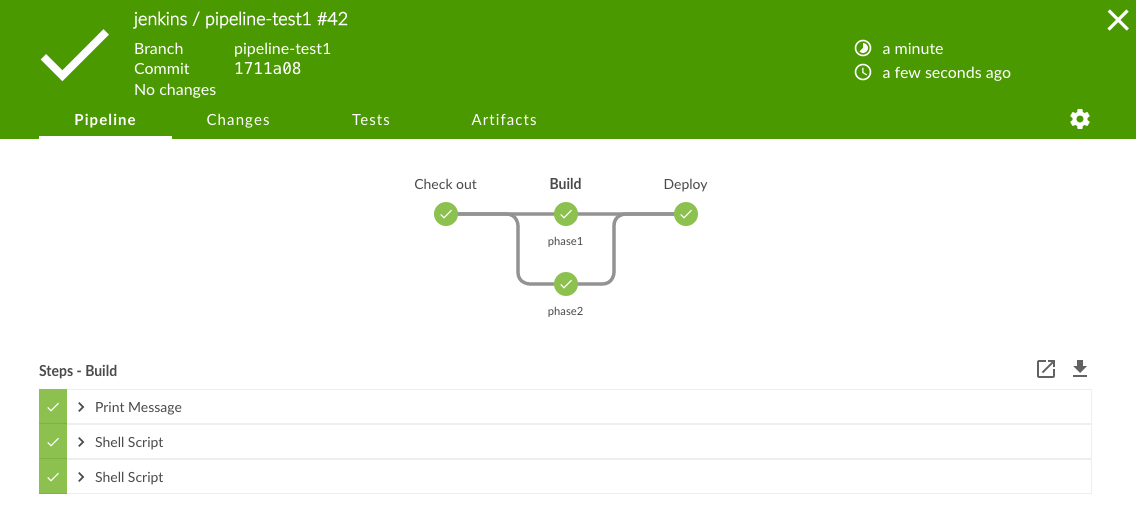 jenkins / pipeline-test1 #42
Branch pipeline-test1
Commit 1711a08
No changes
a minute
a few seconds ago
Pipeline Changes Tests Artifacts
Check out Build Deploy
phase1
phase2
Steps - Build
Print Message
Shell Script
Shell Script